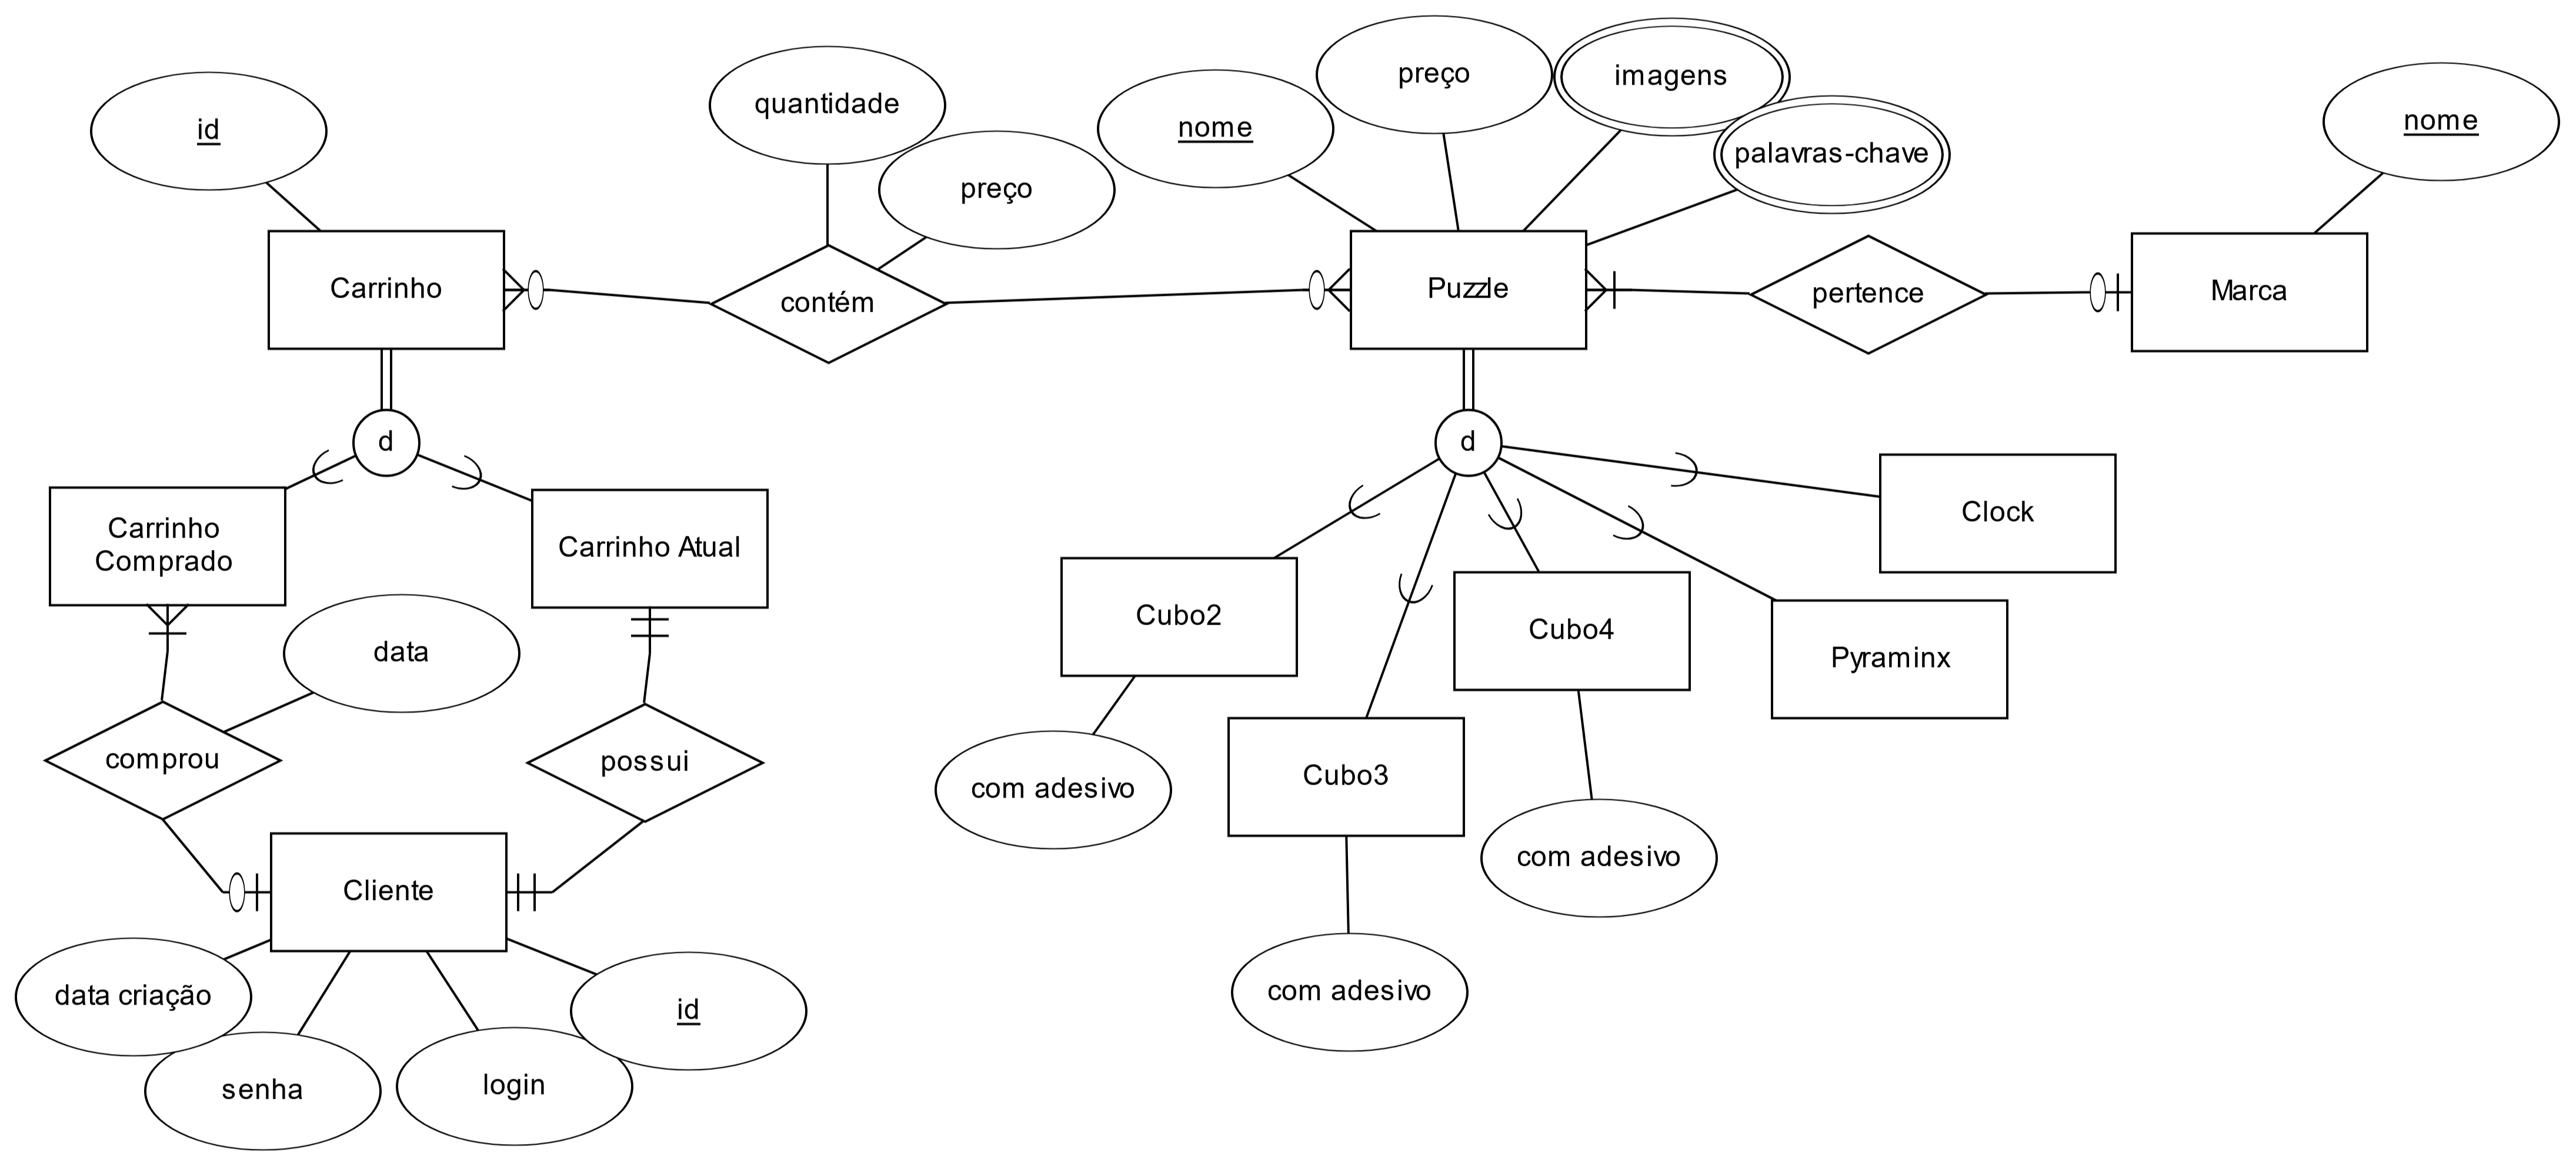 id
quantidade
preço
nome
preço
imagens
palavras-chave
nome
Carrinho
contém
Puzzle
pertence
Marca
d
d
Carrinho
Comprado
Carrinho Atual
Clock
Cubo2
Cubo4
Pyraminx
data
comprou
possui
com adesivo
Cubo3
com adesivo
Cliente
data criação
senha
login
id
com adesivo